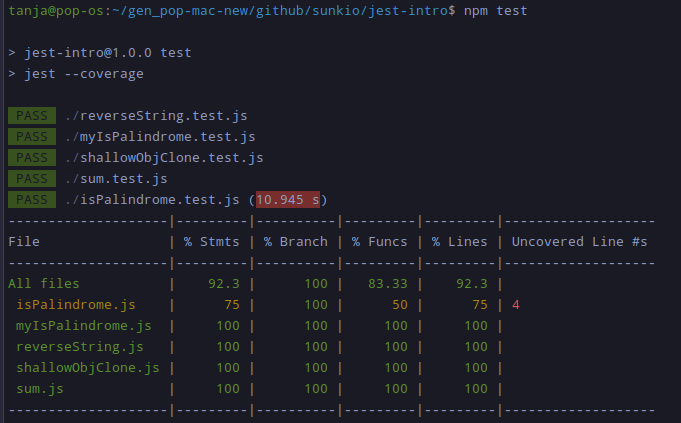 tanja@pop-os:~/gen_pop-mac-new/github/sunkio/jest-intro$ npm test
> jest-intro@1.0.0 test
> jest --coverage
PASS ./reverseString.test.js
PASS ./myIsPalindrome.test.js
PASS ./shallowObjClone.test.js
PASS ./sum.test.js
PASS ./isPalindrome.test.js (10.945 s)
--------------------|---------|----------|---------|---------|-------------------
File                | % Stmts | % Branch | % Funcs | % Lines | Uncovered Line #s
--------------------|---------|----------|---------|---------|-------------------
All files           |    92.3 |      100 |   83.33 |    92.3 |
 isPalindrome.js    |      75 |      100 |      50 |      75 | 4
 myIsPalindrome.js  |     100 |      100 |     100 |     100 |
 reverseString.js   |     100 |      100 |     100 |     100 |
 shallowObjClone.js |     100 |      100 |     100 |     100 |
 sum.js             |     100 |      100 |     100 |     100 |
--------------------|---------|----------|---------|---------|-------------------